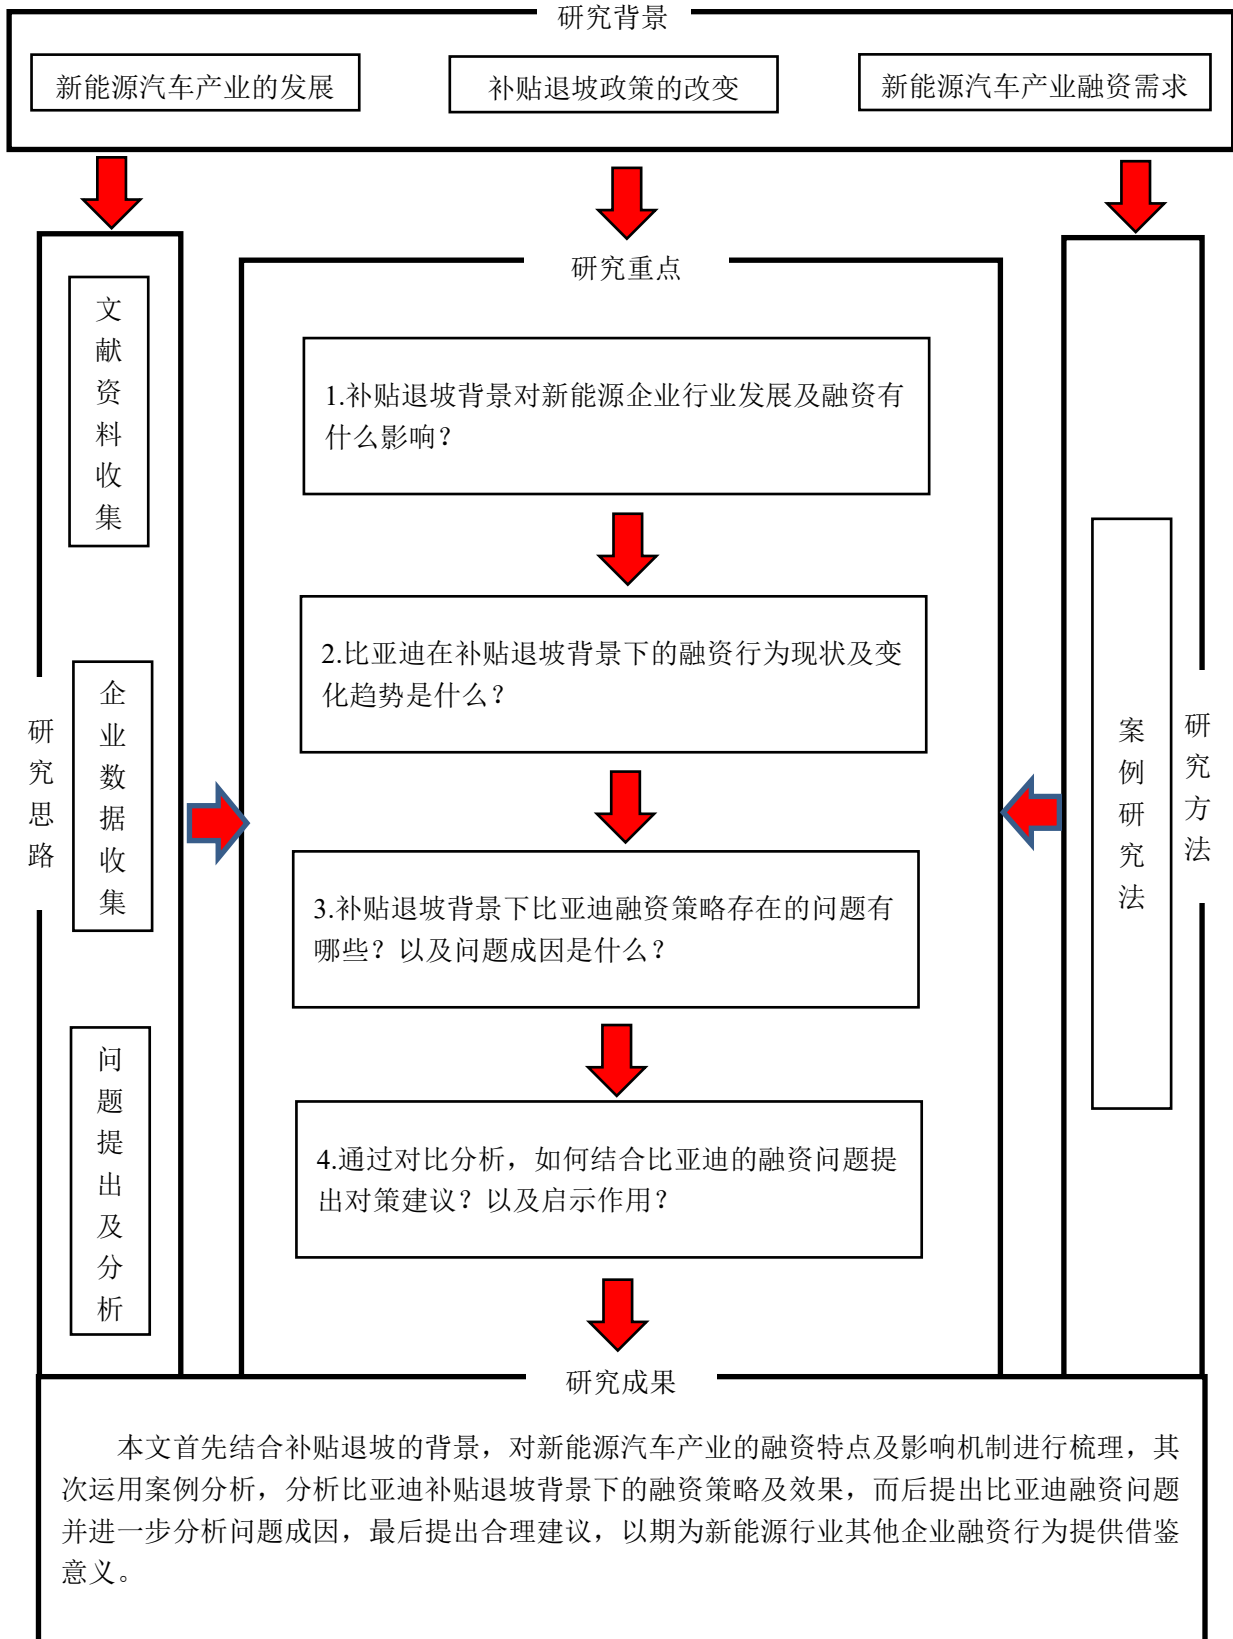 研究背景
新能源汽车产业的发展
补贴退坡政策的改变
新能源汽车产业融资需求
研究思路
文献资料收集
企业数据收集
问题提出及分析
研究重点
1.补贴退坡背景对新能源企业行业发展及融资有
什么影响？
2.比亚迪在补贴退坡背景下的融资行为现状及变
化趋势是什么？
3.补贴退坡背景下比亚迪融资策略存在的问题有
哪些？以及问题成因是什么？
4.通过对比分析，如何结合比亚迪的融资问题提
出对策建议？以及启示作用？
案例研究法
研究方法
研究成果
本文首先结合补贴退坡的背景，对新能源汽车产业的融资特点及影响机制进行梳理，其
次运用案例分析，分析比亚迪补贴退坡背景下的融资策略及效果，而后提出比亚迪融资问题
并进一步分析问题成因，最后提出合理建议，以期为新能源行业其他企业融资行为提供借鉴
意义。